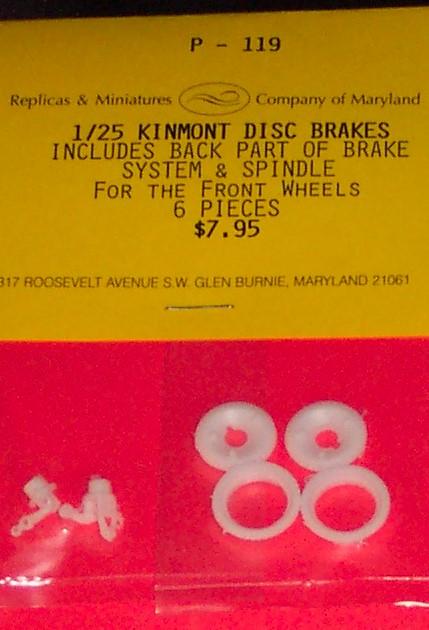 P - 119
Replicas & Miniatures Company of Maryland
1/25 KINMONT DISC BRAKES
INCLUDES BACK PART OF BRAKE
SYSTEM & SPINDLE
FOR THE FRONT WHEELS
6 PIECES
$7.95
317 ROOSEVELT AVENUE S.W. GLEN BURNIE, MARYLAND 21061